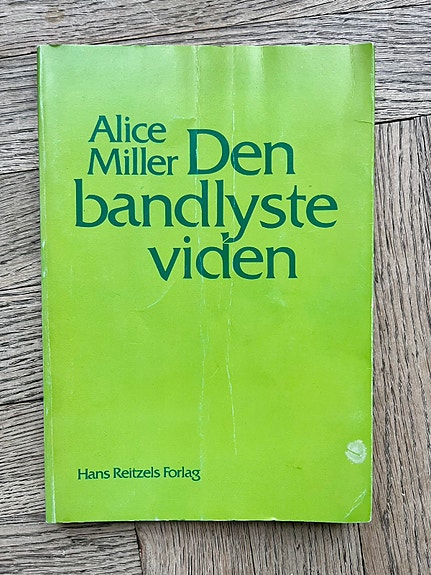 Alice
Miller Den
bandlyste
viden
Hans Reitzels Forlag